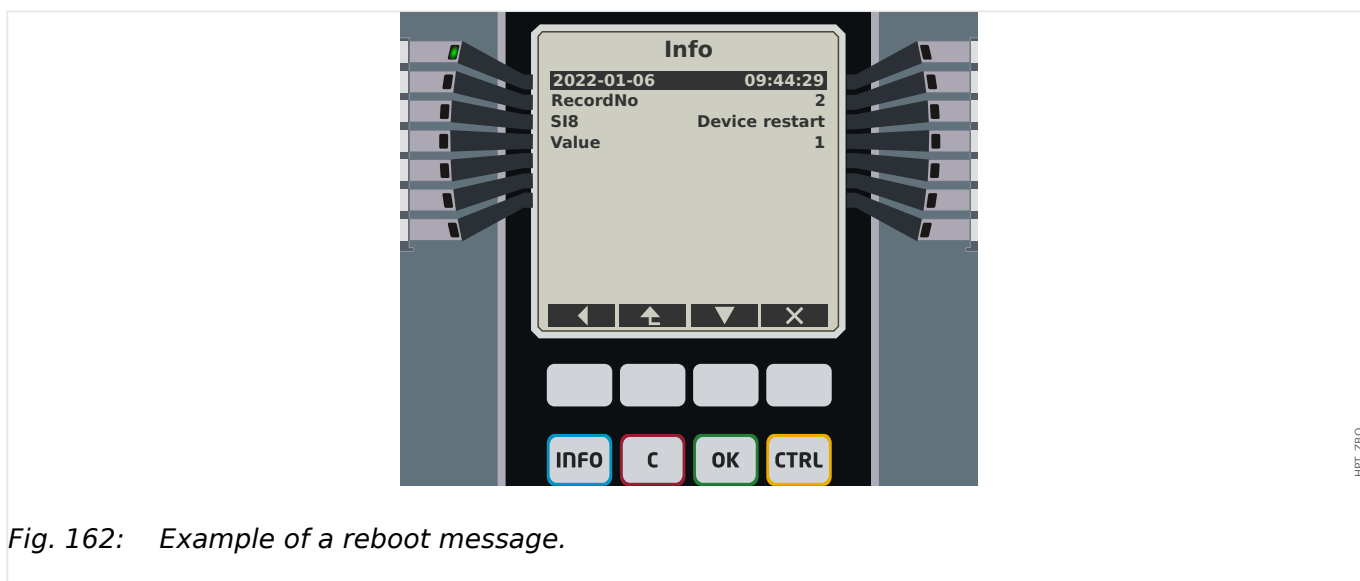 Info
2022-01-06 09:44:29
RecordNo 2
SI8 Device restart
Value 1
INFO C OK CTRL
HPT_ZBO
Fig. 162: Example of a reboot message.